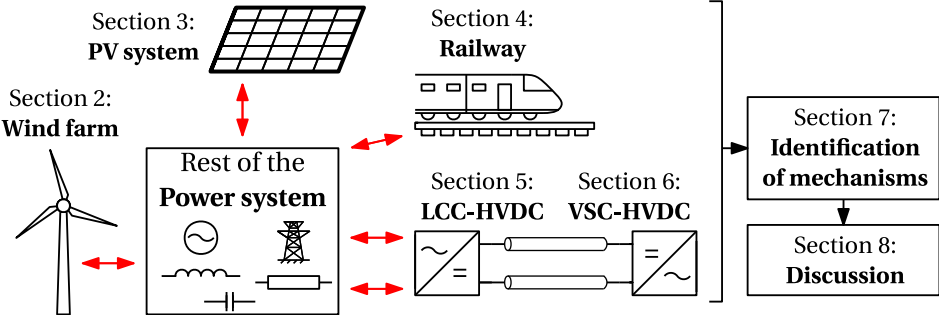 Section 3:
PV system
Section 4:
Railway
Section 2:
Wind farm
Rest of the
Power system
Section 5:
LCC-HVDC
Section 6:
VSC-HVDC
Section 7:
Identification
of mechanisms
Section 8:
Discussion